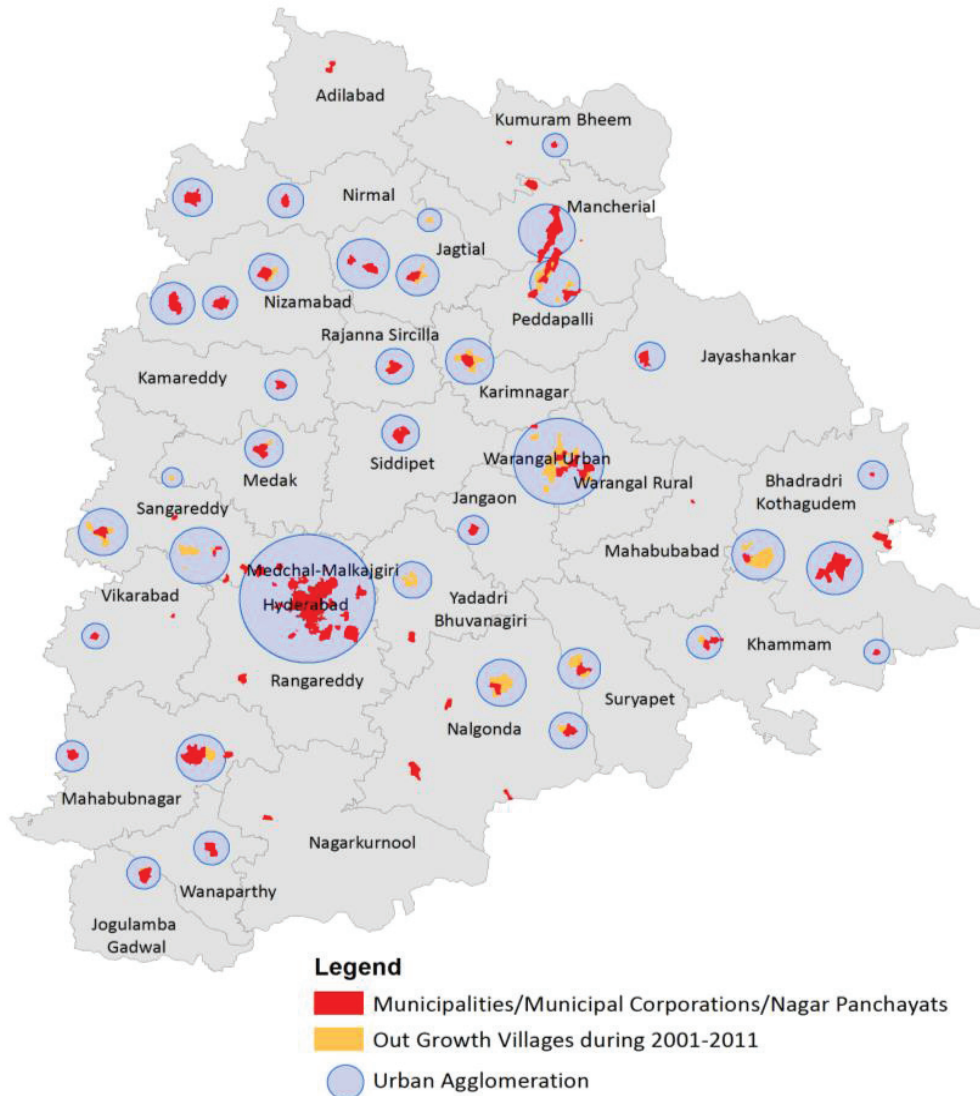 Adilabad
Kumuram Bheem
Nirmal
Mancherial
Jagtial
Nizamabad
Peddapalli
Rajanna Sircilla
Jayashankar
Kamareddy
Karimnagar
Siddipet
Warangal Urban
Medak
Warangal Rural
Bhadradri
Kothagudem
Jangaon
Sangareddy
Mahabubabad
Medchal-Malkajgiri
Vikarabad
Hyderabad
Yadadri
Bhuvanagiri
Khammam
Rangareddy
Suryapet
Nalgonda
Mahabubnagar
Nagarkurnool
Wanaparthy
Jogulamba
Gadwal
Legend
Municipalities/Municipal Corporations/Nagar Panchayats
Out Growth Villages during 2001-2011
Urban Agglomeration